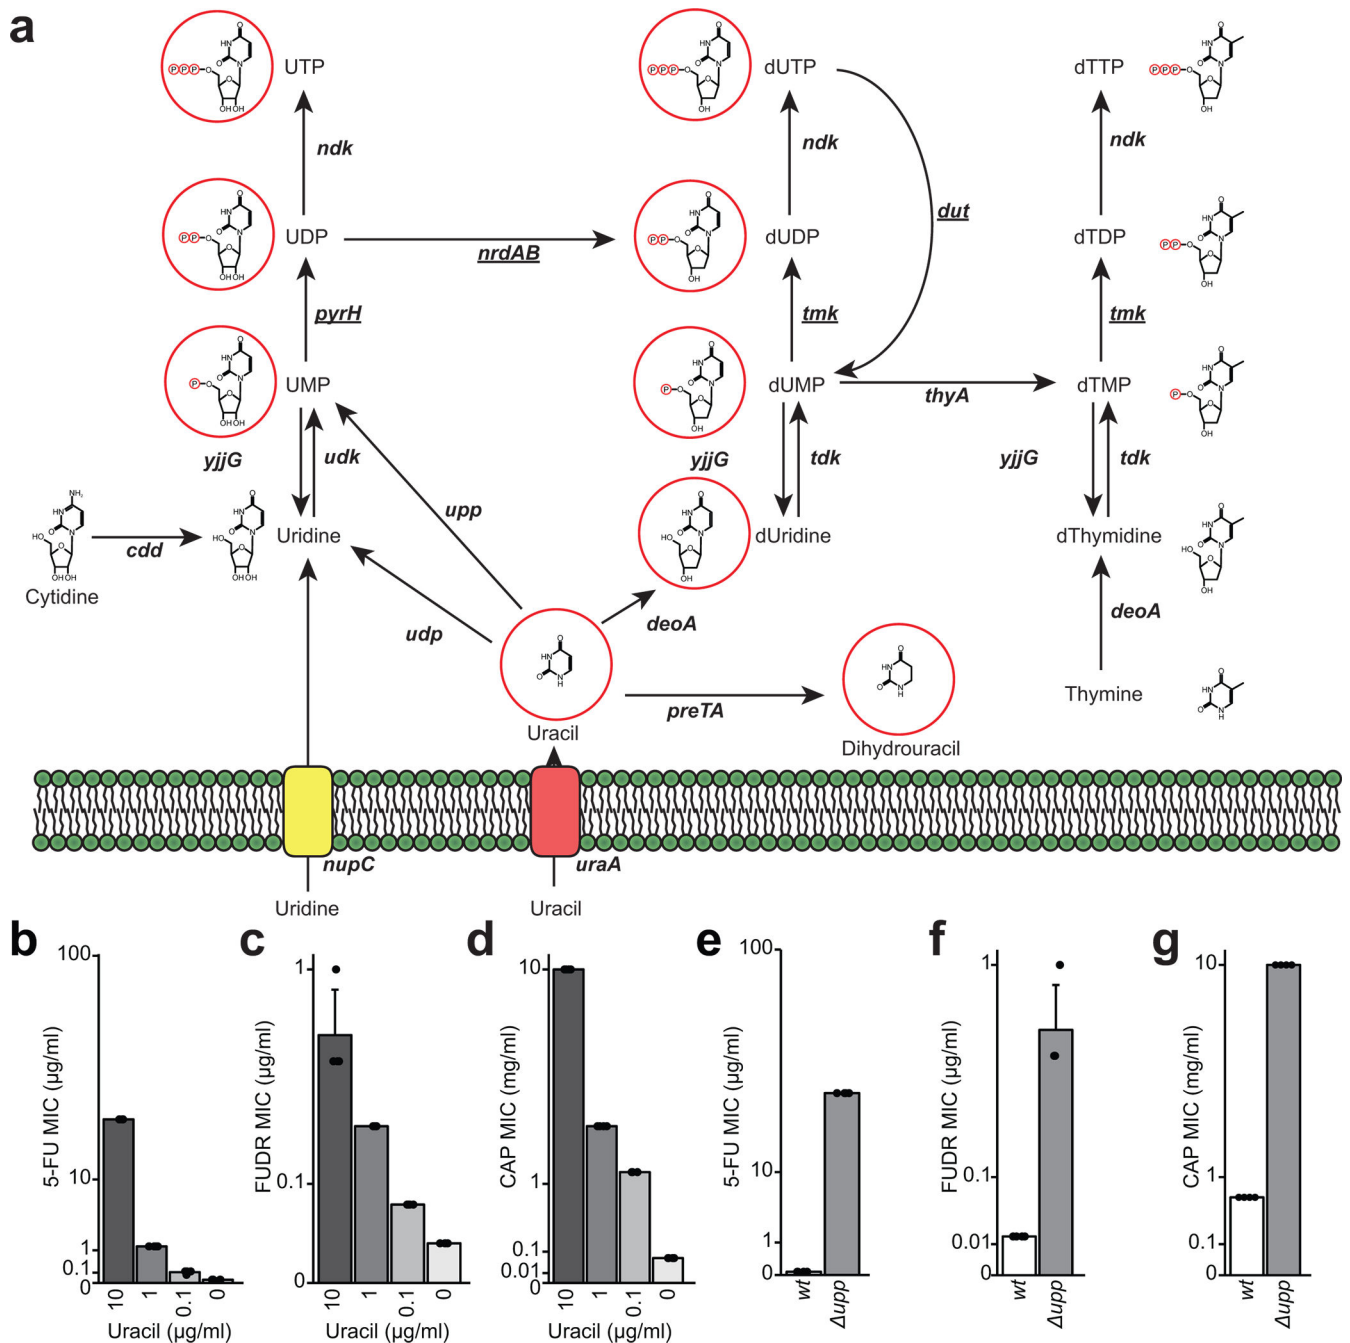 a
UTP
dUTP
dTTP
ndk
ndk
ndk
UDP
nrdAB
dUDP
dut
dTDP
pyrH
tmk
tmk
UMP
dUMP
thyA
dTMP
yjjG
udk
yjjG
tdk
yjjG
tdk
upp
Cytidine
cdd
Uridine
dUridine
dThymidine
udp
deoA
deoA
preTA
Thymine
Uracil
Dihydrouracil
nupC
uraA
Uridine
Uracil
b
5-FU MIC (µg/ml)
100
10
1
0.1
0
10
1
0.1
0
Uracil (µg/ml)
c
FUDR MIC (µg/ml)
1
0.1
0
10
1
0.1
0
Uracil (µg/ml)
d
CAP MIC (mg/ml)
10
1
0.1
0.01
0
10
1
0.1
0
Uracil (µg/ml)
e
5-FU MIC (µg/ml)
100
10
1
0
wt
Δupp
f
FUDR MIC (µg/ml)
1
0.1
0.01
0
wt
Δupp
g
CAP MIC (mg/ml)
10
1
0.1
0
wt
Δupp